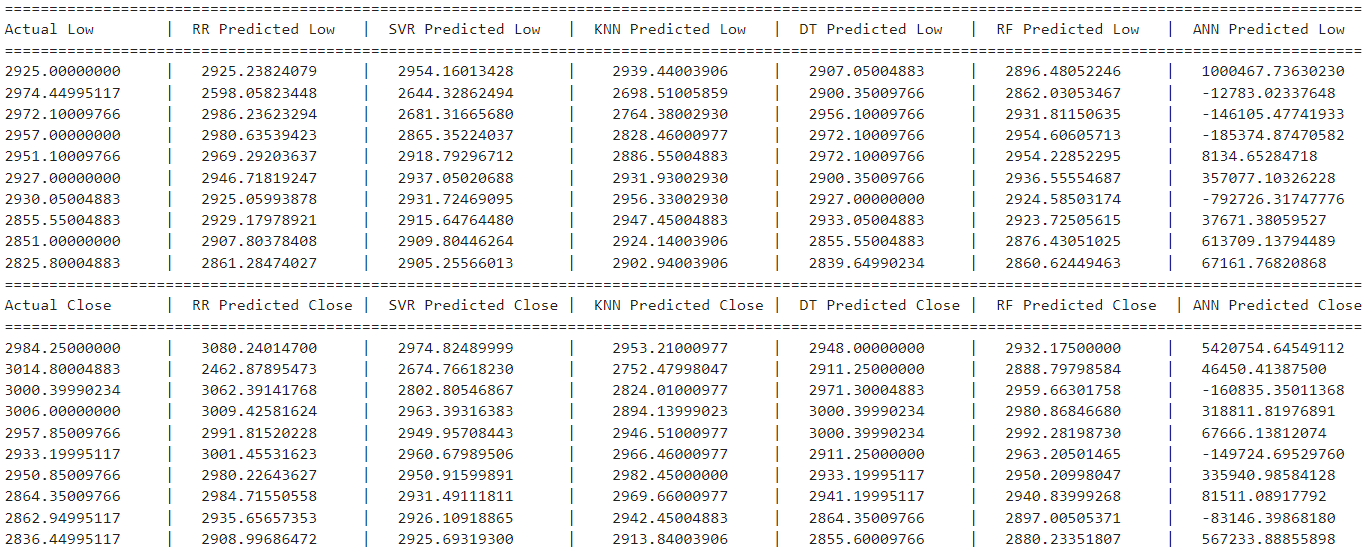 ==========================================================================================================================================================
Actual Low | RR Predicted Low | SVR Predicted Low | KNN Predicted Low | DT Predicted Low | RF Predicted Low | ANN Predicted Low
==========================================================================================================================================================
2925.00000000 | 2925.23824079 | 2954.16013428 | 2939.44003906 | 2907.05004883 | 2896.48052246 | 1000467.73630230
2974.44995117 | 2598.05823448 | 2644.32862494 | 2698.51005859 | 2900.35009766 | 2862.03053467 | -12783.02337648
2972.10009766 | 2986.23623294 | 2681.31665680 | 2764.38002930 | 2956.10009766 | 2931.81150635 | -146105.47741933
2957.00000000 | 2980.63539423 | 2865.35224037 | 2828.46000977 | 2972.10009766 | 2954.60605713 | -185374.87470582
2951.10009766 | 2969.29203637 | 2918.79296712 | 2886.55004883 | 2972.10009766 | 2954.22852295 | 8134.65284718
2927.00000000 | 2946.71819247 | 2937.05020688 | 2931.93002930 | 2900.35009766 | 2936.55554687 | 357077.10326228
2930.05004883 | 2925.05993878 | 2931.72469095 | 2956.33002930 | 2927.00000000 | 2924.58503174 | -792726.31747776
2855.55004883 | 2929.17978921 | 2915.64764480 | 2947.45004883 | 2933.05004883 | 2923.72505615 | 37671.38059527
2851.00000000 | 2907.80378408 | 2909.80446264 | 2924.14003906 | 2855.55004883 | 2876.43051025 | 613709.13794489
2825.80004883 | 2861.28474027 | 2905.25566013 | 2902.94003906 | 2839.64990234 | 2860.62449463 | 67161.76820868
==========================================================================================================================================================
Actual Close | RR Predicted Close | SVR Predicted Close | KNN Predicted Close | DT Predicted Close | RF Predicted Close | ANN Predicted Close
==========================================================================================================================================================
2984.25000000 | 3080.24014700 | 2974.82489999 | 2953.21000977 | 2948.00000000 | 2932.17500000 | 5420754.64549112
3014.80004883 | 2462.87895473 | 2674.76618230 | 2752.47998047 | 2911.25000000 | 2888.79798584 | 46450.41387500
3000.39990234 | 3062.39141768 | 2802.80546867 | 2824.01000977 | 2971.30004883 | 2959.66301758 | -160835.35011368
3006.00000000 | 3009.42581624 | 2963.39316383 | 2894.13999023 | 3000.39990234 | 2980.86846680 | 318811.81976891
2957.85009766 | 2991.81520228 | 2949.95708443 | 2946.51000977 | 3000.39990234 | 2992.28198730 | 67666.13812074
2933.19995117 | 3001.45531623 | 2960.67989506 | 2966.46000977 | 2911.25000000 | 2963.20501465 | -149724.69529760
2950.85009766 | 2980.22643627 | 2950.91599891 | 2982.45000000 | 2933.19995117 | 2950.20998047 | 335940.98584128
2864.35009766 | 2984.71550558 | 2931.49111811 | 2969.66000977 | 2941.19995117 | 2940.83999268 | 81511.08917792
2862.94995117 | 2935.65657353 | 2926.10918865 | 2942.45004883 | 2864.35009766 | 2897.00505371 | -83146.39868180
2836.44995117 | 2908.99686472 | 2925.69319300 | 2913.84003906 | 2855.60009766 | 2880.23351807 | 567233.88855898